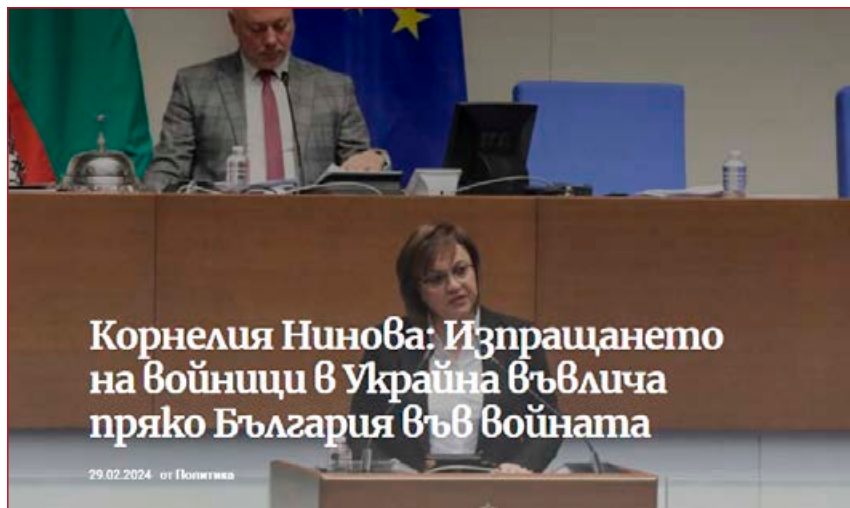 Корнелия Нинова: Изпращането
на войници в Украйна въвлича
пряко България във войната
29.02.2024 от Политика